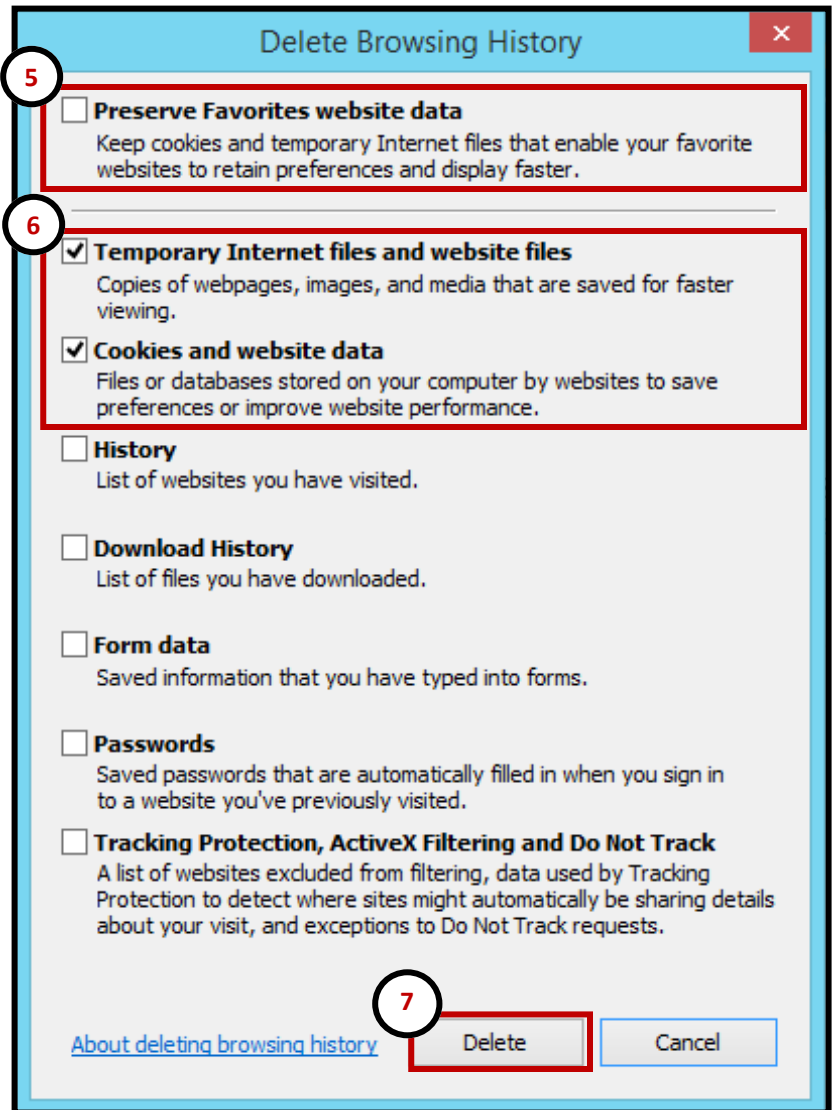 Delete Browsing History
5
Preserve Favorites website data
Keep cookies and temporary Internet files that enable your favorite
websites to retain preferences and display faster.
6
Temporary Internet files and website files
Copies of webpages, images, and media that are saved for faster
viewing.
Cookies and website data
Files or databases stored on your computer by websites to save
preferences or improve website performance.
History
List of websites you have visited.
Download History
List of files you have downloaded.
Form data
Saved information that you have typed into forms.
Passwords
Saved passwords that are automatically filled in when you sign in
to a website you've previously visited.
Tracking Protection, ActiveX Filtering and Do Not Track
A list of websites excluded from filtering, data used by Tracking
Protection to detect where sites might automatically be sharing details
about your visit, and exceptions to Do Not Track requests.
7
About deleting browsing history Delete Cancel